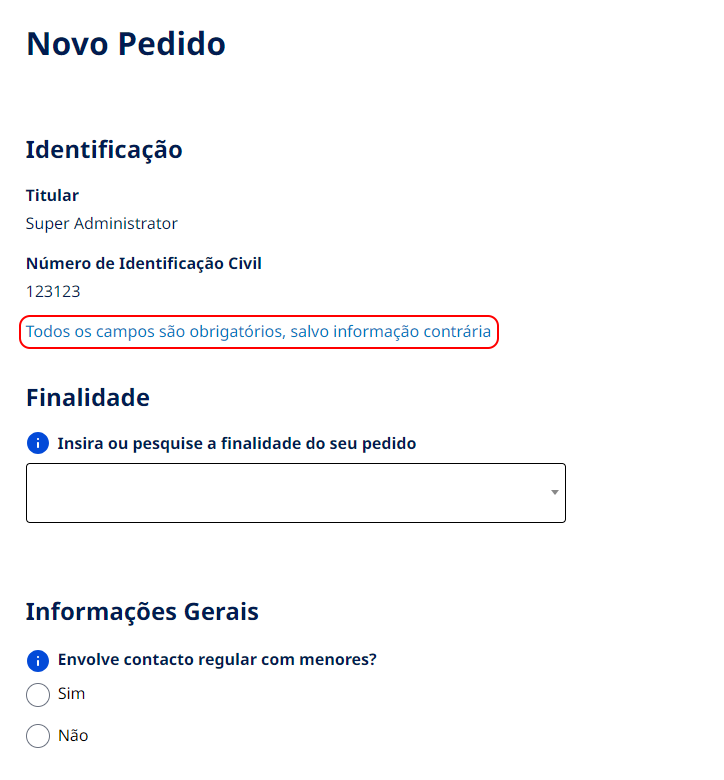 Novo Pedido
Identificação
Titular
Super Administrator
Número de Identificação Civil
123123
Todos os campos são obrigatórios, salvo informação contrária
Finalidade
Insira ou pesquise a finalidade do seu pedido
Informações Gerais
Envolve contacto regular com menores?
Sim
Não